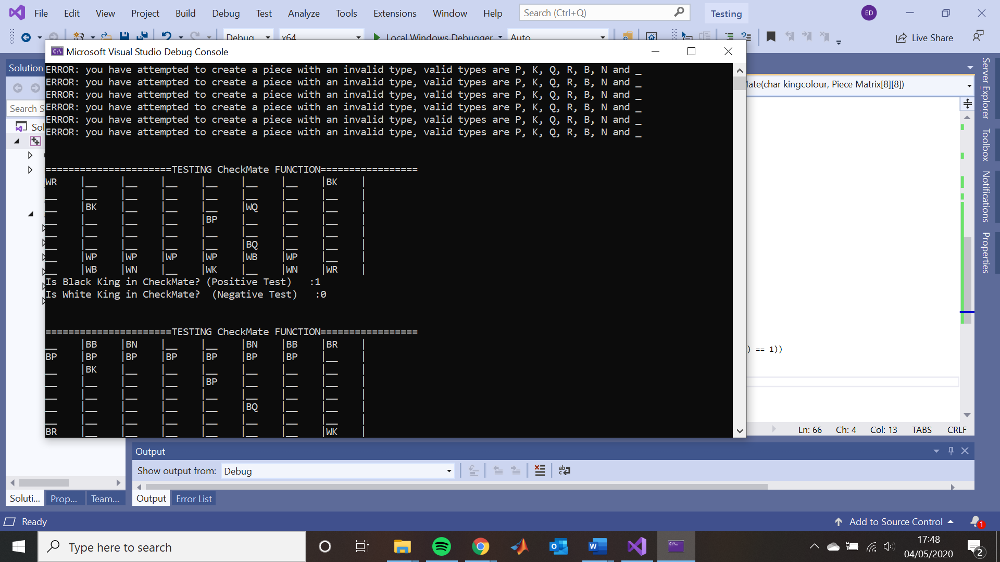 File Edit View Project Build Debug Test Analyze Tools Extensions Window Help Search (Ctrl+Q) Testing ED
Debug x64 Local Windows Debugger Auto Live Share
Microsoft Visual Studio Debug Console
Solution
Search S
Sol
ERROR: you have attempted to create a piece with an invalid type, valid types are P, K, Q, R, B, N and _
ERROR: you have attempted to create a piece with an invalid type, valid types are P, K, Q, R, B, N and _
ERROR: you have attempted to create a piece with an invalid type, valid types are P, K, Q, R, B, N and _
ERROR: you have attempted to create a piece with an invalid type, valid types are P, K, Q, R, B, N and _
ERROR: you have attempted to create a piece with an invalid type, valid types are P, K, Q, R, B, N and _
ERROR: you have attempted to create a piece with an invalid type, valid types are P, K, Q, R, B, N and _
======================TESTING CheckMate FUNCTION=================
WR |__ |__ |__ |__ |__ |__ |BK |
__ |__ |__ |__ |__ |__ |__ |__ |
__ |BK |__ |__ |__ |WQ |__ |__ |
__ |__ |__ |__ |BP |__ |__ |__ |
__ |__ |__ |__ |__ |__ |__ |__ |
__ |__ |__ |__ |__ |BQ |__ |__ |
__ |WP |WP |WP |WP |WB |WP |__ |
__ |WB |WN |__ |WK |__ |WN |WR |
Is Black King in CheckMate? (Positive Test) :1
Is White King in CheckMate? (Negative Test) :0
======================TESTING CheckMate FUNCTION=================
__ |BB |BN |__ |__ |BN |BB |BR |
BP |BP |BP |BP |BP |BP |BP |__ |
__ |BK |__ |__ |__ |__ |__ |__ |
__ |__ |__ |__ |BP |__ |__ |__ |
__ |__ |__ |__ |__ |__ |__ |__ |
__ |__ |__ |__ |__ |BQ |__ |__ |
__ |__ |__ |__ |__ |__ |__ |__ |
BR |__ |__ |__ |__ |__ |__ |WK |
Mate(char kingcolour, Piece Matrix[8][8])
) == 1))
Ln: 66 Ch: 4 Col: 13 TABS CRLF
Server Explorer
Toolbox
Notifications
Properties
Output
Show output from: Debug
Soluti... Prop... Team... Output Error List
Ready Add to Source Control 1
Type here to search
17:48
04/05/2020
2